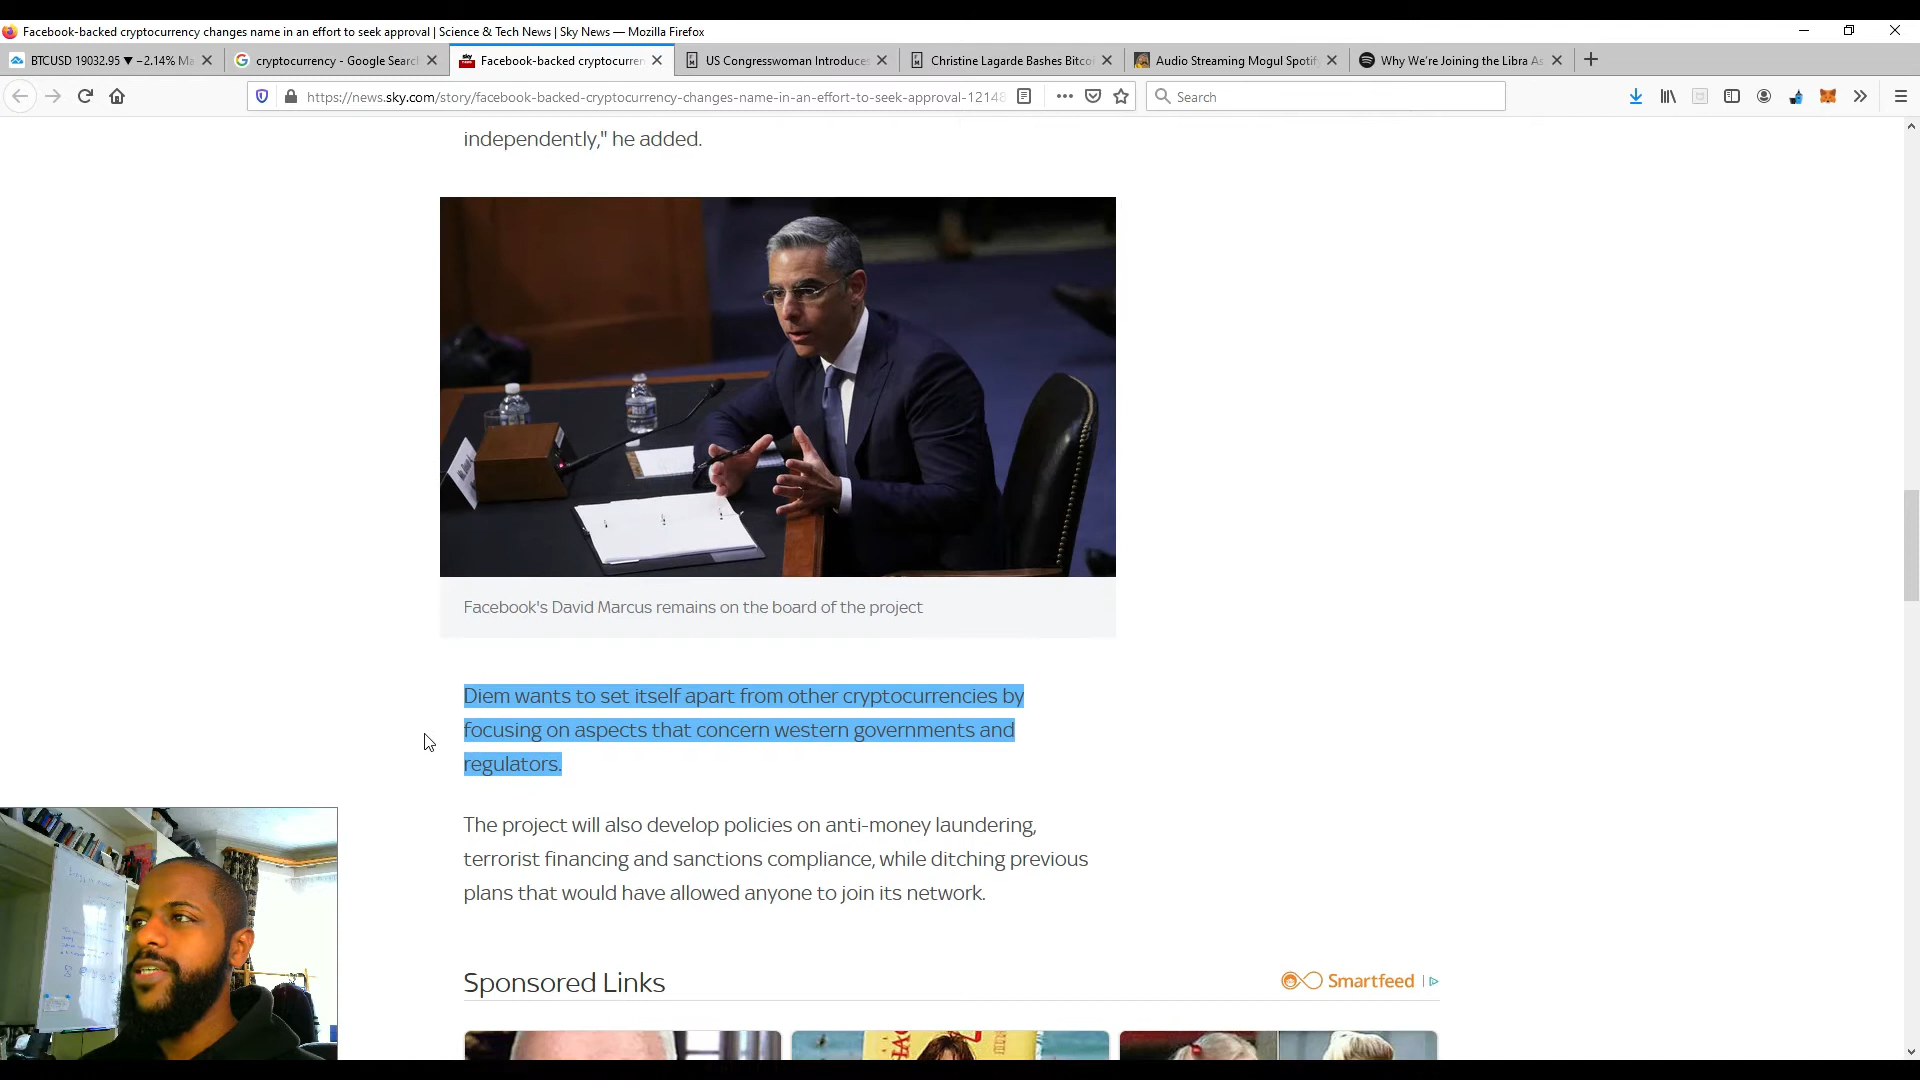 Facebook-backed cryptocurrency changes name in an effort to seek approval | Science & Tech News | Sky News — Mozilla Firefox
BTCUSD 19032.95 ▼ −2.14% Ma
cryptocurrency - Google Searc
Facebook-backed cryptocurren
US Congresswoman Introduces
Christine Lagarde Bashes Bitco
Audio Streaming Mogul Spotif
Why We're Joining the Libra As
https://news.sky.com/story/facebook-backed-cryptocurrency-changes-name-in-an-effort-to-seek-approval-12148
Search
independently," he added.
Facebook's David Marcus remains on the board of the project
Diem wants to set itself apart from other cryptocurrencies by
focusing on aspects that concern western governments and
regulators.
The project will also develop policies on anti-money laundering,
terrorist financing and sanctions compliance, while ditching previous
plans that would have allowed anyone to join its network.
Sponsored Links
Smartfeed